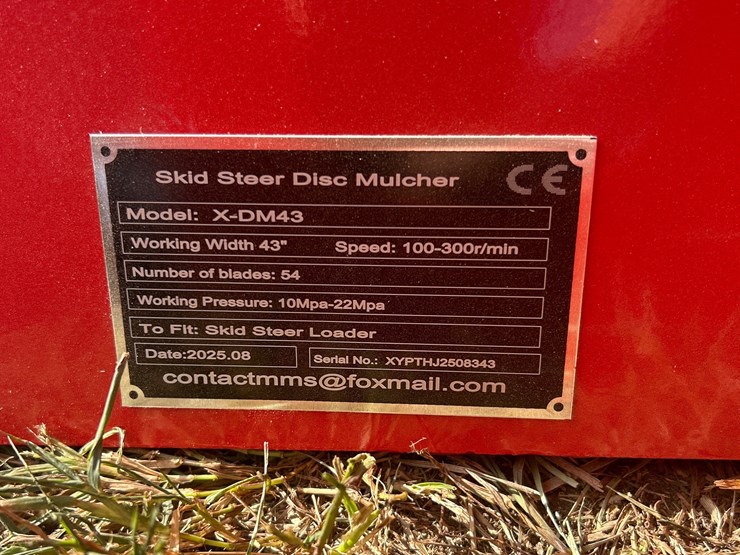 Skid Steer Disc Mulcher CE
Model: X-DM43
Working Width 43" Speed: 100-300r/min
Number of blades: 54
Working Pressure: 10Mpa-22Mpa
To Fit: Skid Steer Loader
Date:2025.08 Serial No.: XYPTHJ2508343
contactmms@foxmail.com